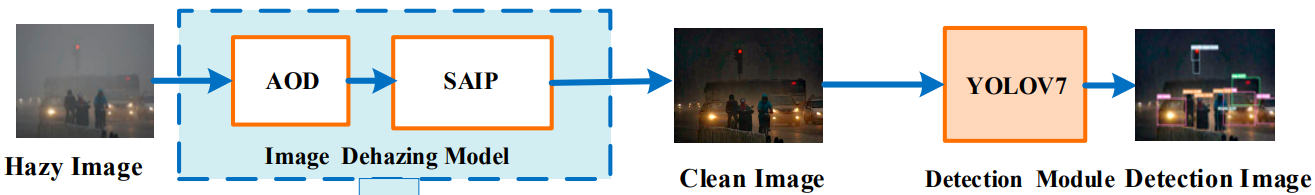 AOD
SAIP
YOLOV7
Image Dehazing Model
Hazy Image
Clean Image
Detection Module
Detection Image